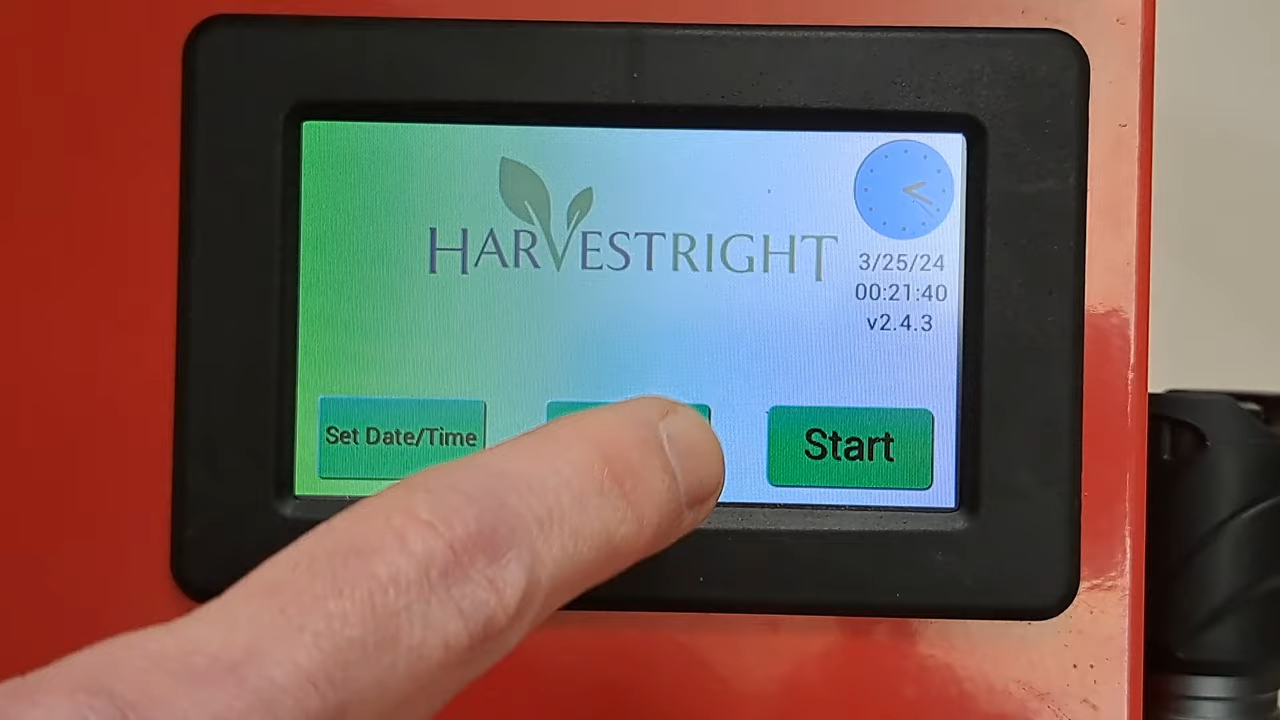 HARVESTRIGHT
3/25/24
00:21:40
v2.4.3
Set Date/Time
Start